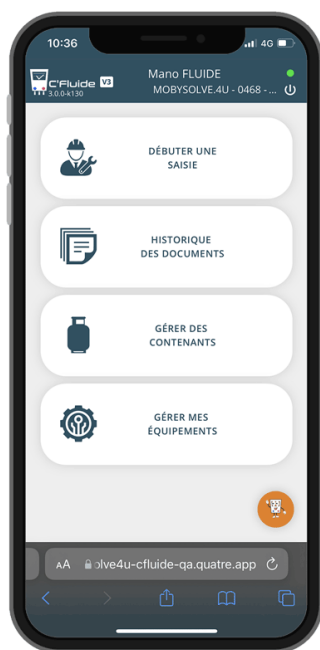 10:36
4G
C'Fluide V3
3.0.0-k130
Mano FLUIDE
MOBYSOLVE.4U - 0468 - ...
DÉBUTER UNE
SAISIE
HISTORIQUE
DES DOCUMENTS
GÉRER DES
CONTENANTS
GÉRER MES
ÉQUIPEMENTS
AA
olve4u-cfluide-qa.quatre.app